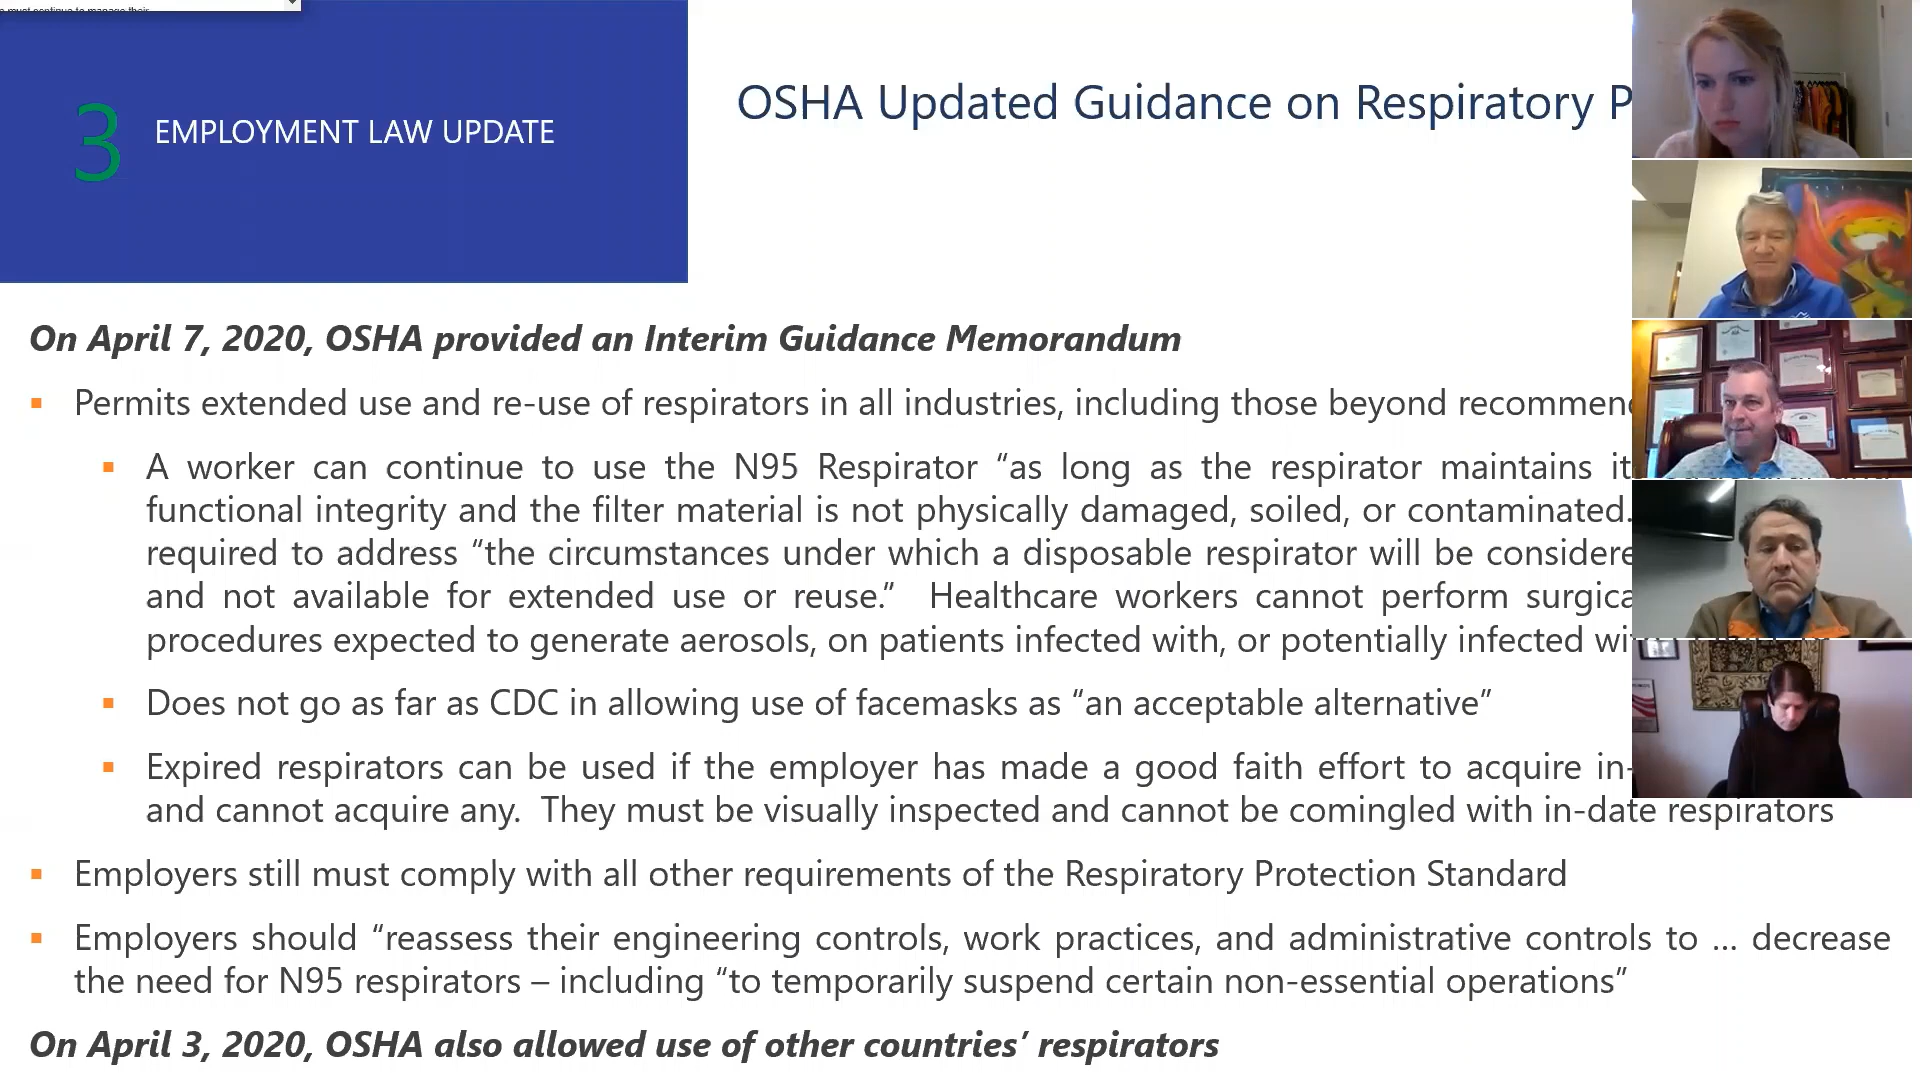 must continue to manage their
3 EMPLOYMENT LAW UPDATE
OSHA Updated Guidance on Respiratory P
On April 7, 2020, OSHA provided an Interim Guidance Memorandum
▪ Permits extended use and re-use of respirators in all industries, including those beyond recommen
▪ A worker can continue to use the N95 Respirator “as long as the respirator maintains it
functional integrity and the filter material is not physically damaged, soiled, or contaminated.
required to address “the circumstances under which a disposable respirator will be considere
and not available for extended use or reuse.” Healthcare workers cannot perform surgica
procedures expected to generate aerosols, on patients infected with, or potentially infected wi
▪ Does not go as far as CDC in allowing use of facemasks as “an acceptable alternative”
▪ Expired respirators can be used if the employer has made a good faith effort to acquire in-
and cannot acquire any. They must be visually inspected and cannot be comingled with in-date respirators
▪ Employers still must comply with all other requirements of the Respiratory Protection Standard
▪ Employers should “reassess their engineering controls, work practices, and administrative controls to ... decrease
the need for N95 respirators – including “to temporarily suspend certain non-essential operations”
On April 3, 2020, OSHA also allowed use of other countries’ respirators